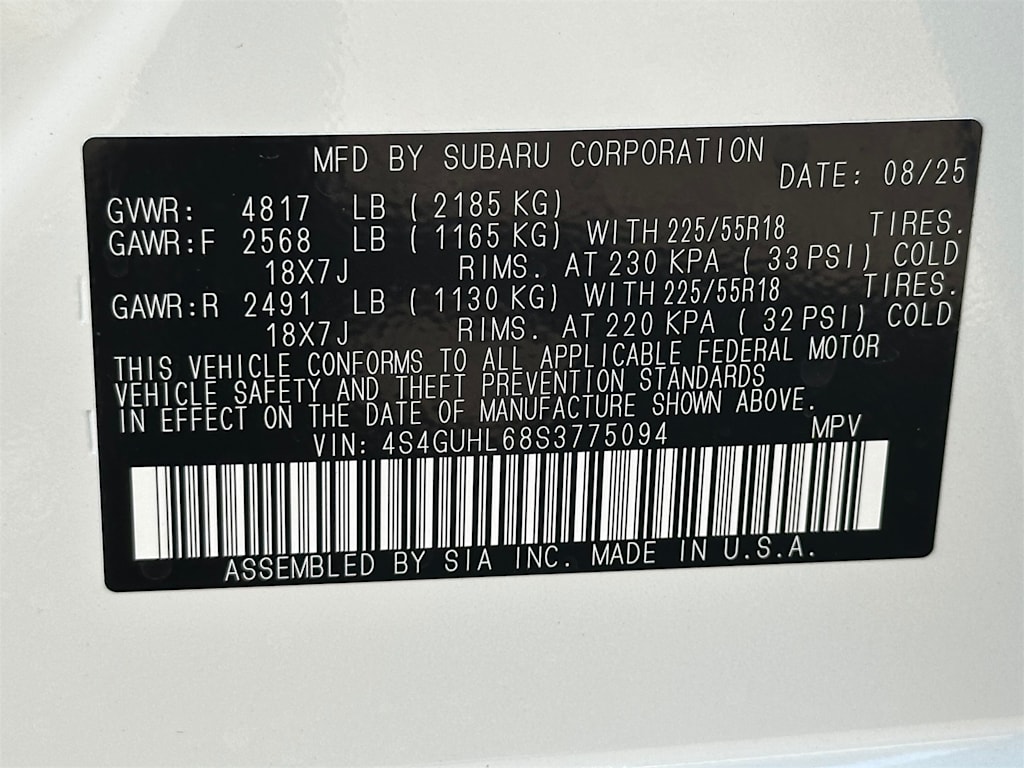 MFD BY SUBARU CORPORATION
DATE: 08/25
GVWR: 4817 LB ( 2185 KG)
GAWR:F 2568 LB ( 1165 KG) WITH 225/55R18 TIRES.
18X7J RIMS. AT 230 KPA ( 33 PSI) COLD
GAWR:R 2491 LB ( 1130 KG) WITH 225/55R18 TIRES.
18X7J RIMS. AT 220 KPA ( 32 PSI) COLD
THIS VEHICLE CONFORMS TO ALL APPLICABLE FEDERAL MOTOR
VEHICLE SAFETY AND THEFT PREVENTION STANDARDS
IN EFFECT ON THE DATE OF MANUFACTURE SHOWN ABOVE.
VIN: 4S4GUHL68S3775094 MPV
ASSEMBLED BY SIA INC. MADE IN U.S.A.